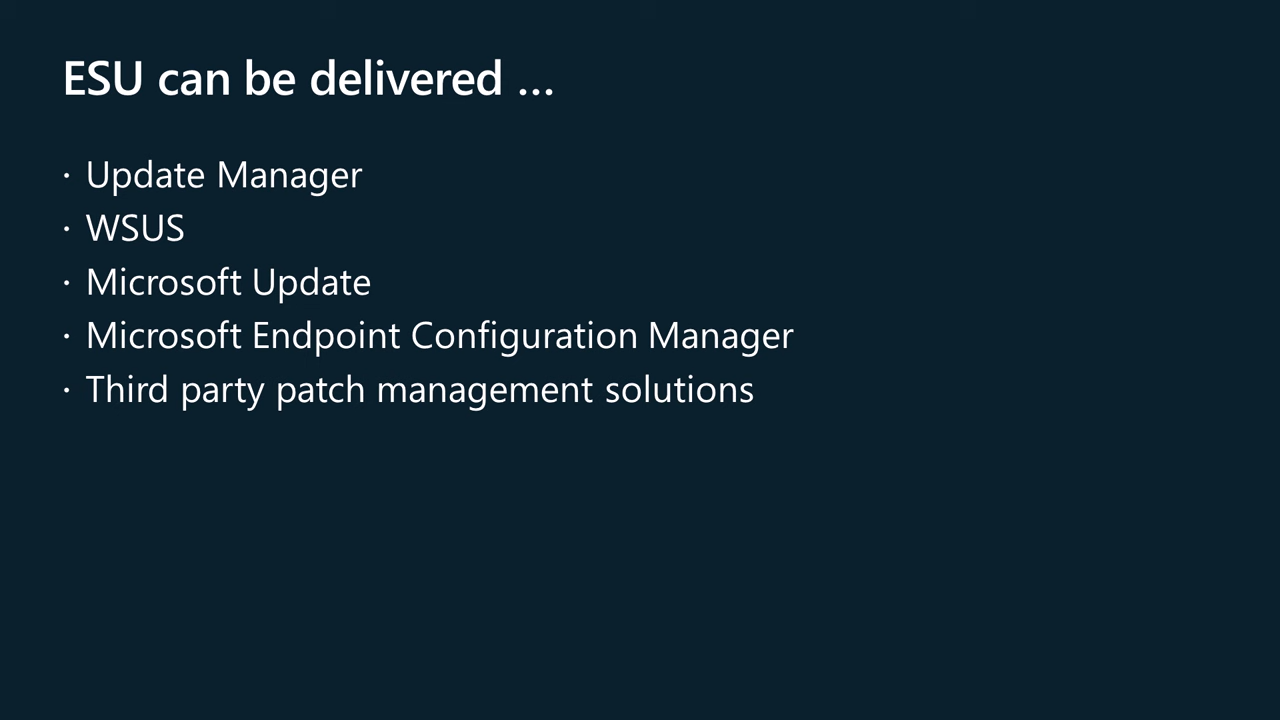 ESU can be delivered …
· Update Manager
· WSUS
· Microsoft Update
· Microsoft Endpoint Configuration Manager
· Third party patch management solutions